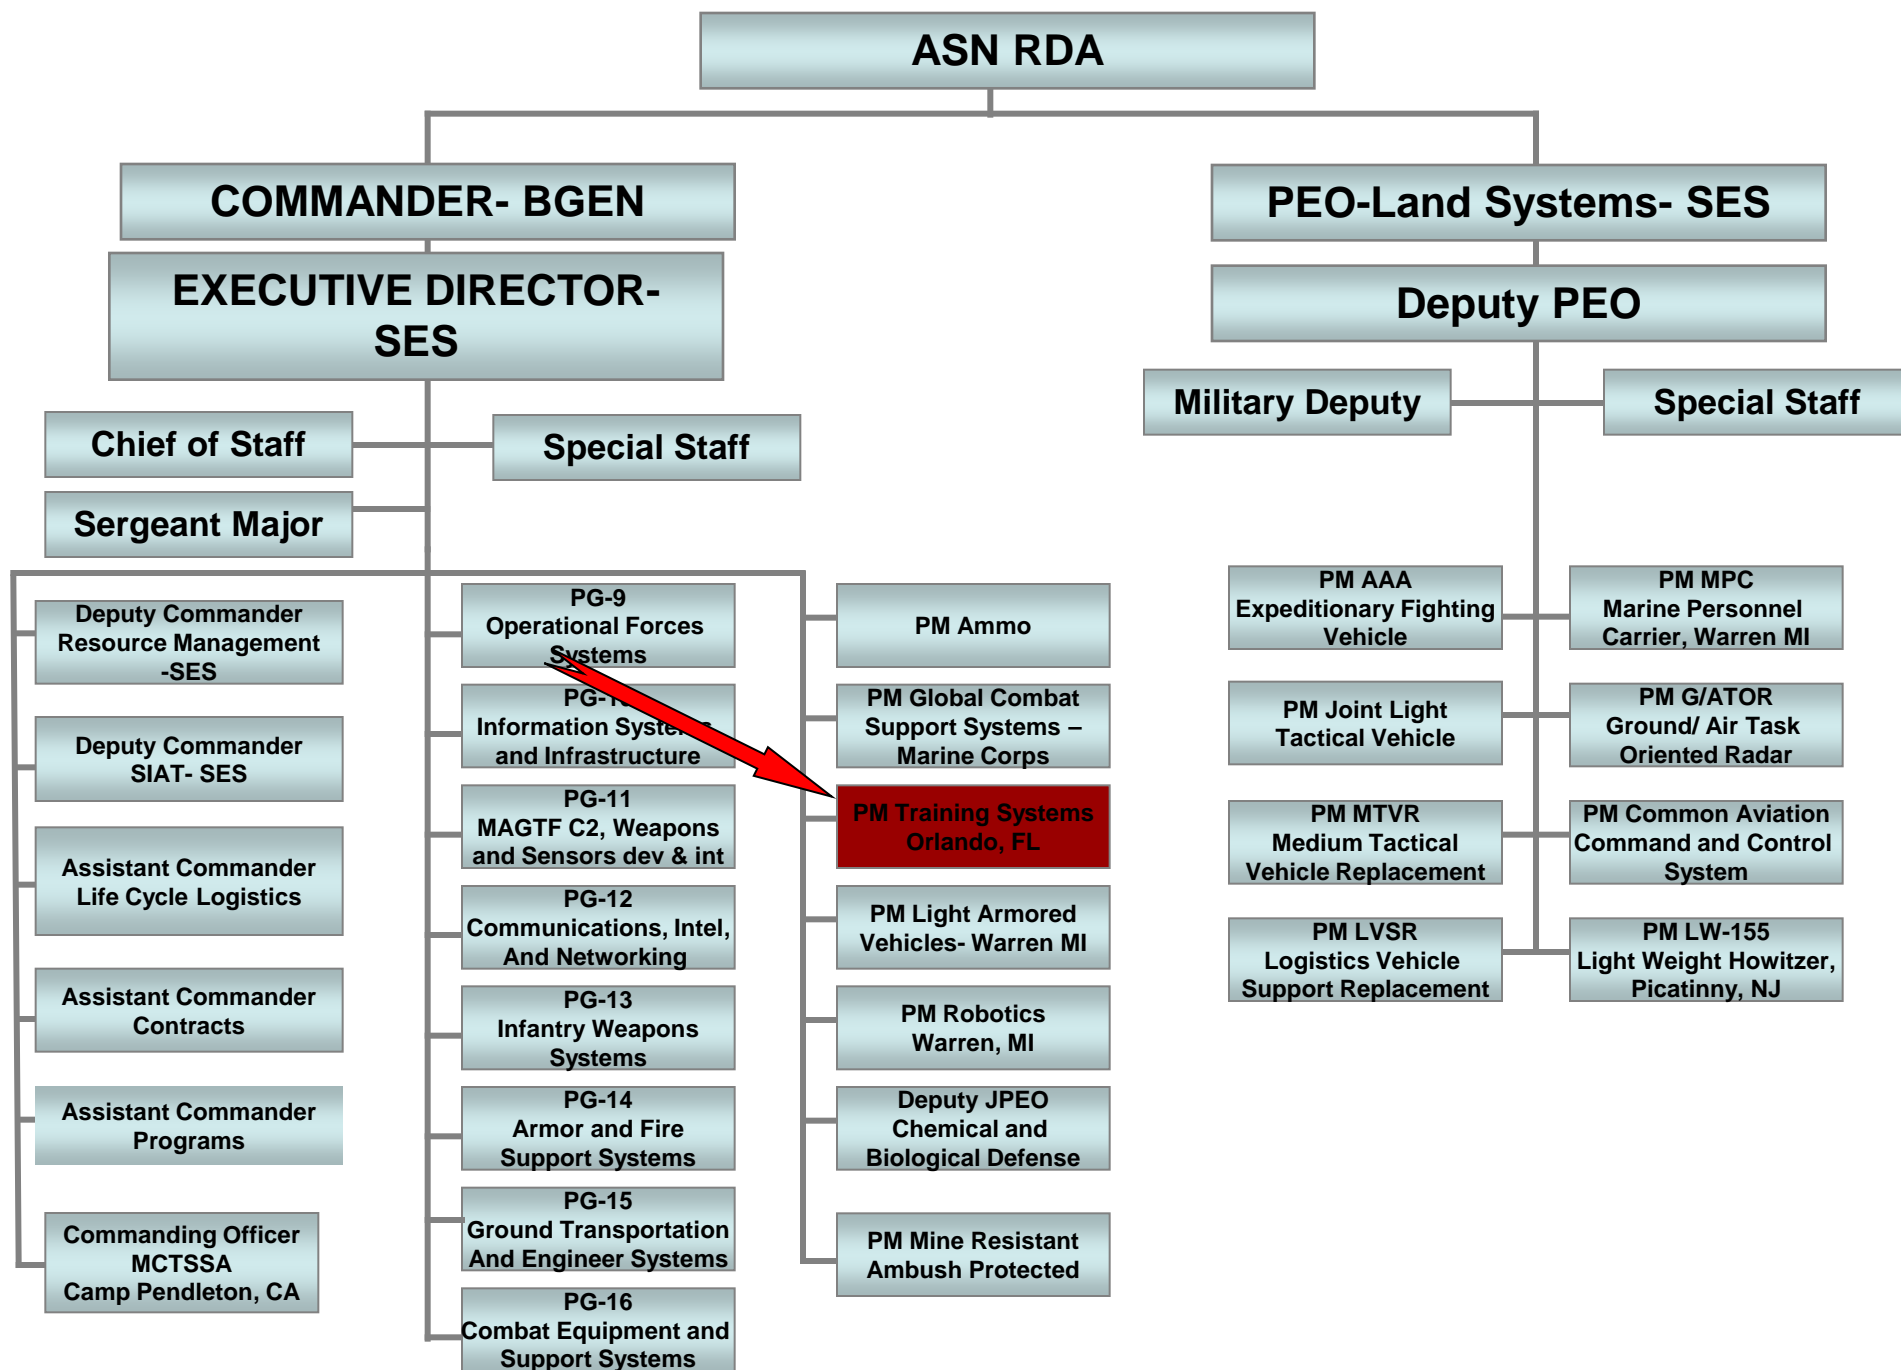 ASN RDA
COMMANDER- BGEN
EXECUTIVE DIRECTOR-
SES
Chief of Staff
Special Staff
Sergeant Major
Deputy Commander
Resource Management
-SES
Deputy Commander
SIAT- SES
Assistant Commander
Life Cycle Logistics
Assistant Commander
Contracts
Assistant Commander
Programs
Commanding Officer
MCTSSA
Camp Pendleton, CA
PG-9
Operational Forces
Systems
Information Systems
and Infrastructure
PG-11
MAGTF C2, Weapons
and Sensors dev & int
PG-12
Communications, Intel,
And Networking
PG-13
Infantry Weapons
Systems
PG-14
Armor and Fire
Support Systems
PG-15
Ground Transportation
And Engineer Systems
PG-16
Combat Equipment and
Support Systems
PM Ammo
PM Global Combat
Support Systems –
Marine Corps
PM Training Systems
Orlando, FL
PM Light Armored
Vehicles- Warren MI
PM Robotics
Warren, MI
Deputy JPEO
Chemical and
Biological Defense
PM Mine Resistant
Ambush Protected
PEO-Land Systems- SES
Deputy PEO
Military Deputy
Special Staff
PM AAA
Expeditionary Fighting
Vehicle
PM Joint Light
Tactical Vehicle
PM MTVR
Medium Tactical
Vehicle Replacement
PM LVSR
Logistics Vehicle
Support Replacement
PM MPC
Marine Personnel
Carrier, Warren MI
PM G/ATOR
Ground/ Air Task
Oriented Radar
PM Common Aviation
Command and Control
System
PM LW-155
Light Weight Howitzer,
Picatinny, NJ